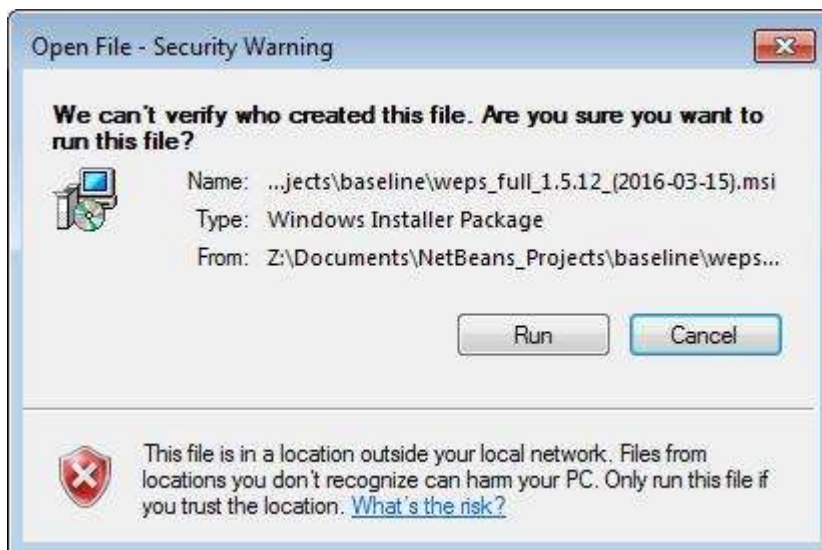 Open File - Security Warning
We can't verify who created this file. Are you sure you want to
run this file?
Name: ...jects\baseline\weps_full_1.5.12_(2016-03-15).msi
Type: Windows Installer Package
From: Z:\Documents\NetBeans_Projects\baseline\weps...
Run Cancel
This file is in a location outside your local network. Files from
locations you don't recognize can harm your PC. Only run this file if
you trust the location. What's the risk?